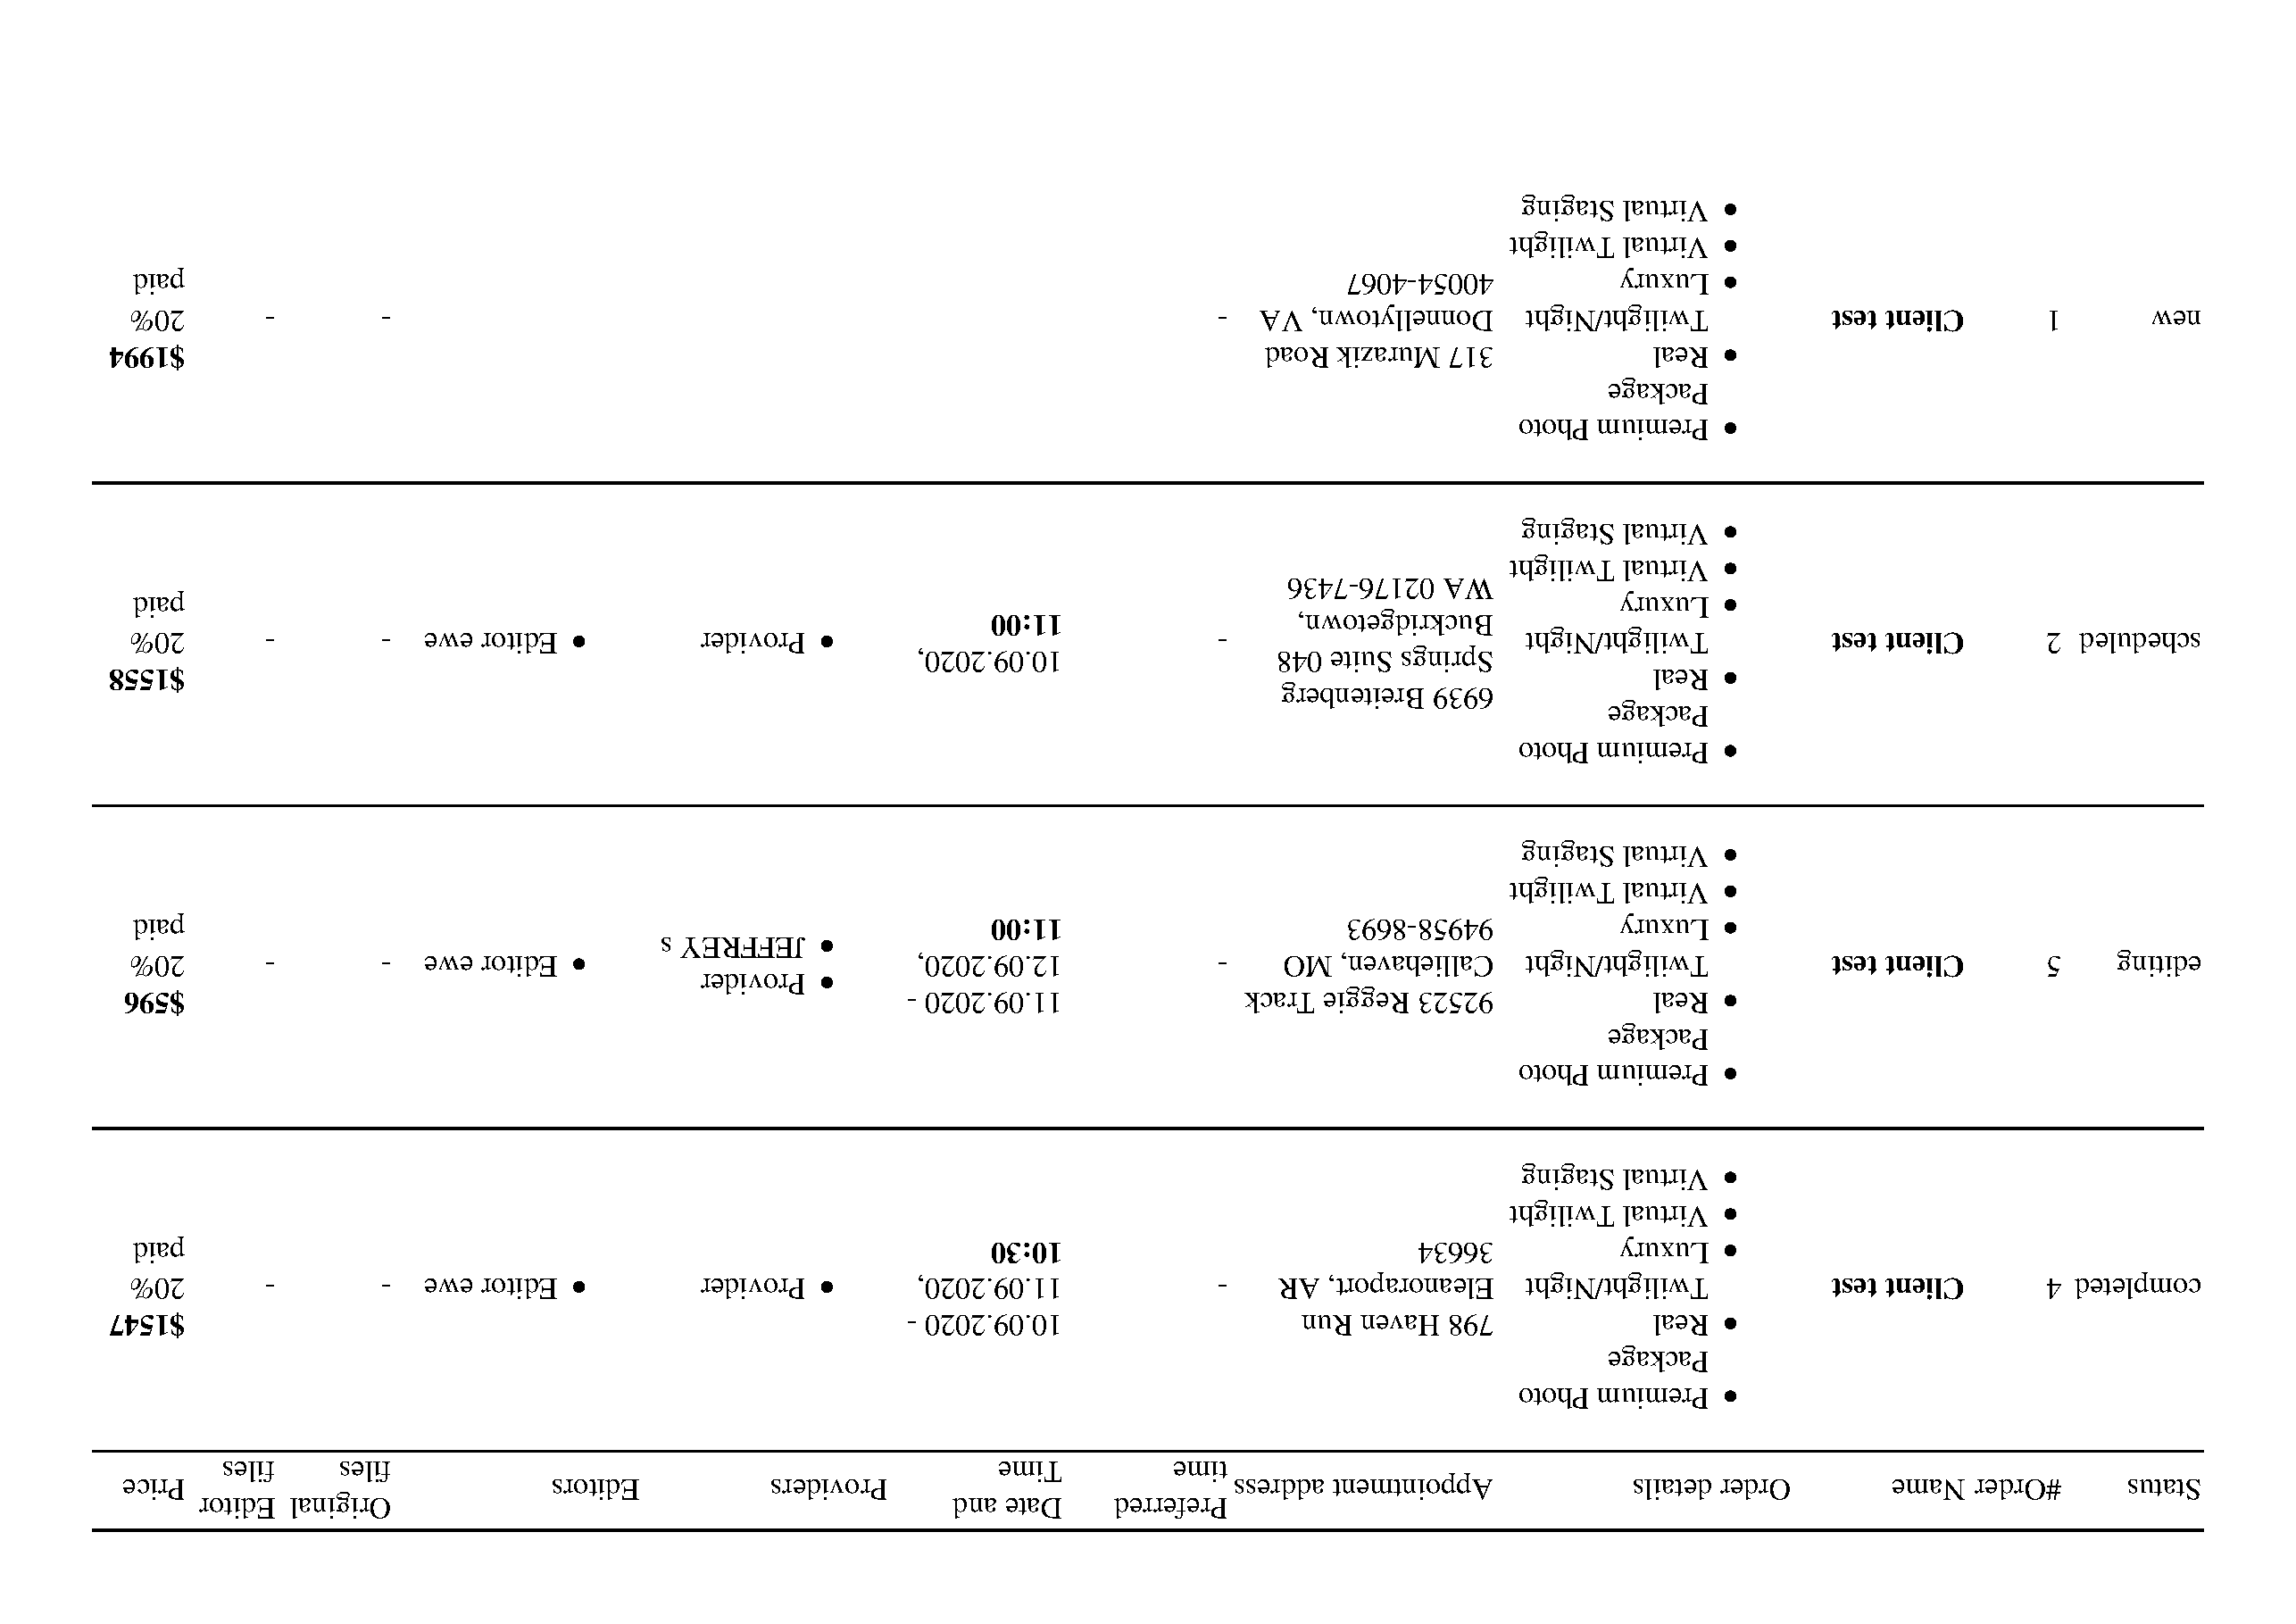 Status
#Order
Name
Order details
Appointment address
Preferred
time
Date and
Time
Providers
Editors
Original
files
Editor
files
Price
completed
4
Client test
• Premium Photo
Package
• Real
Twilight/Night
• Luxury
• Virtual Twilight
• Virtual Staging
798 Haven Run
Eleanoraport, AR
36634
-
10.09.2020 -
11.09.2020,
10:30
• Provider
• Editor ewe
-
-
$1547
20%
paid
editing
5
Client test
• Premium Photo
Package
• Real
Twilight/Night
• Luxury
• Virtual Twilight
• Virtual Staging
92523 Reggie Track
Calliehaven, MO
94958-8693
-
11.09.2020 -
12.09.2020,
11:00
• Provider
• JEFFREY s
• Editor ewe
-
-
$596
20%
paid
scheduled
2
Client test
• Premium Photo
Package
• Real
Twilight/Night
• Luxury
• Virtual Twilight
• Virtual Staging
6939 Breitenberg
Springs Suite 048
Buckridgetown,
WA 02176-7436
-
10.09.2020,
11:00
• Provider
• Editor ewe
-
-
$1558
20%
paid
new
1
Client test
• Premium Photo
Package
• Real
Twilight/Night
• Luxury
• Virtual Twilight
• Virtual Staging
317 Murazik Road
Donnellytown, VA
40054-4067
-
-
-
$1994
20%
paid